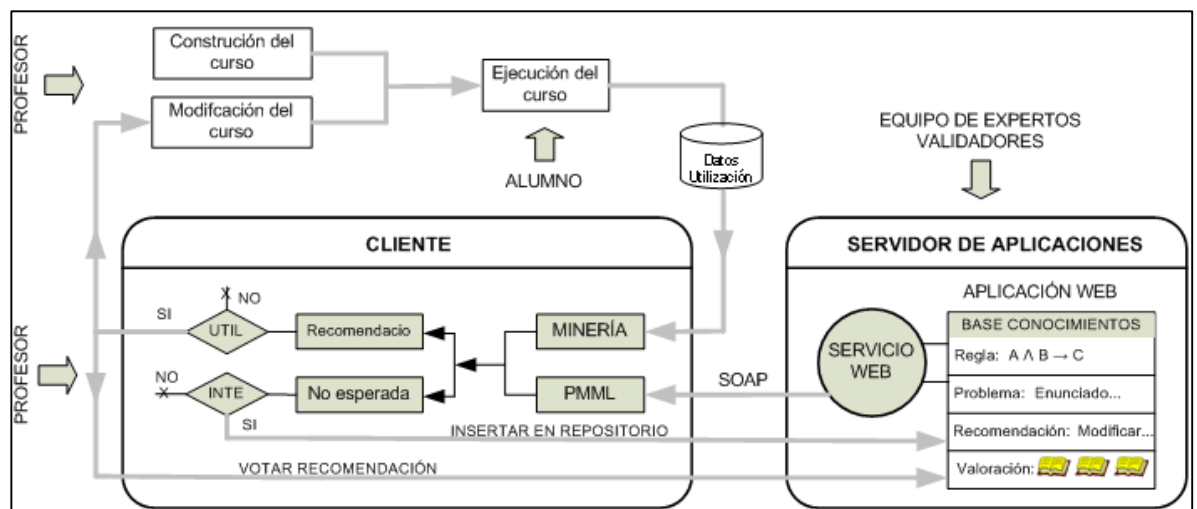 PROFESOR
Construción del
curso
Modifcación del
curso
Ejecución del
curso
ALUMNO
Datos
Utilización
EQUIPO DE EXPERTOS
VALIDADORES
PROFESOR
CLIENTE
SI
NO
UTIL
Recomendacio
MINERÍA
NO
INTE
No esperada
PMML
SI
INSERTAR EN REPOSITORIO
VOTAR RECOMENDACIÓN
SOAP
SERVIDOR DE APLICACIONES
APLICACIÓN WEB
SERVICIO
WEB
BASE CONOCIMIENTOS
Regla: A Λ B → C
Problema: Enunciado...
Recomendación: Modificar...
Valoración: